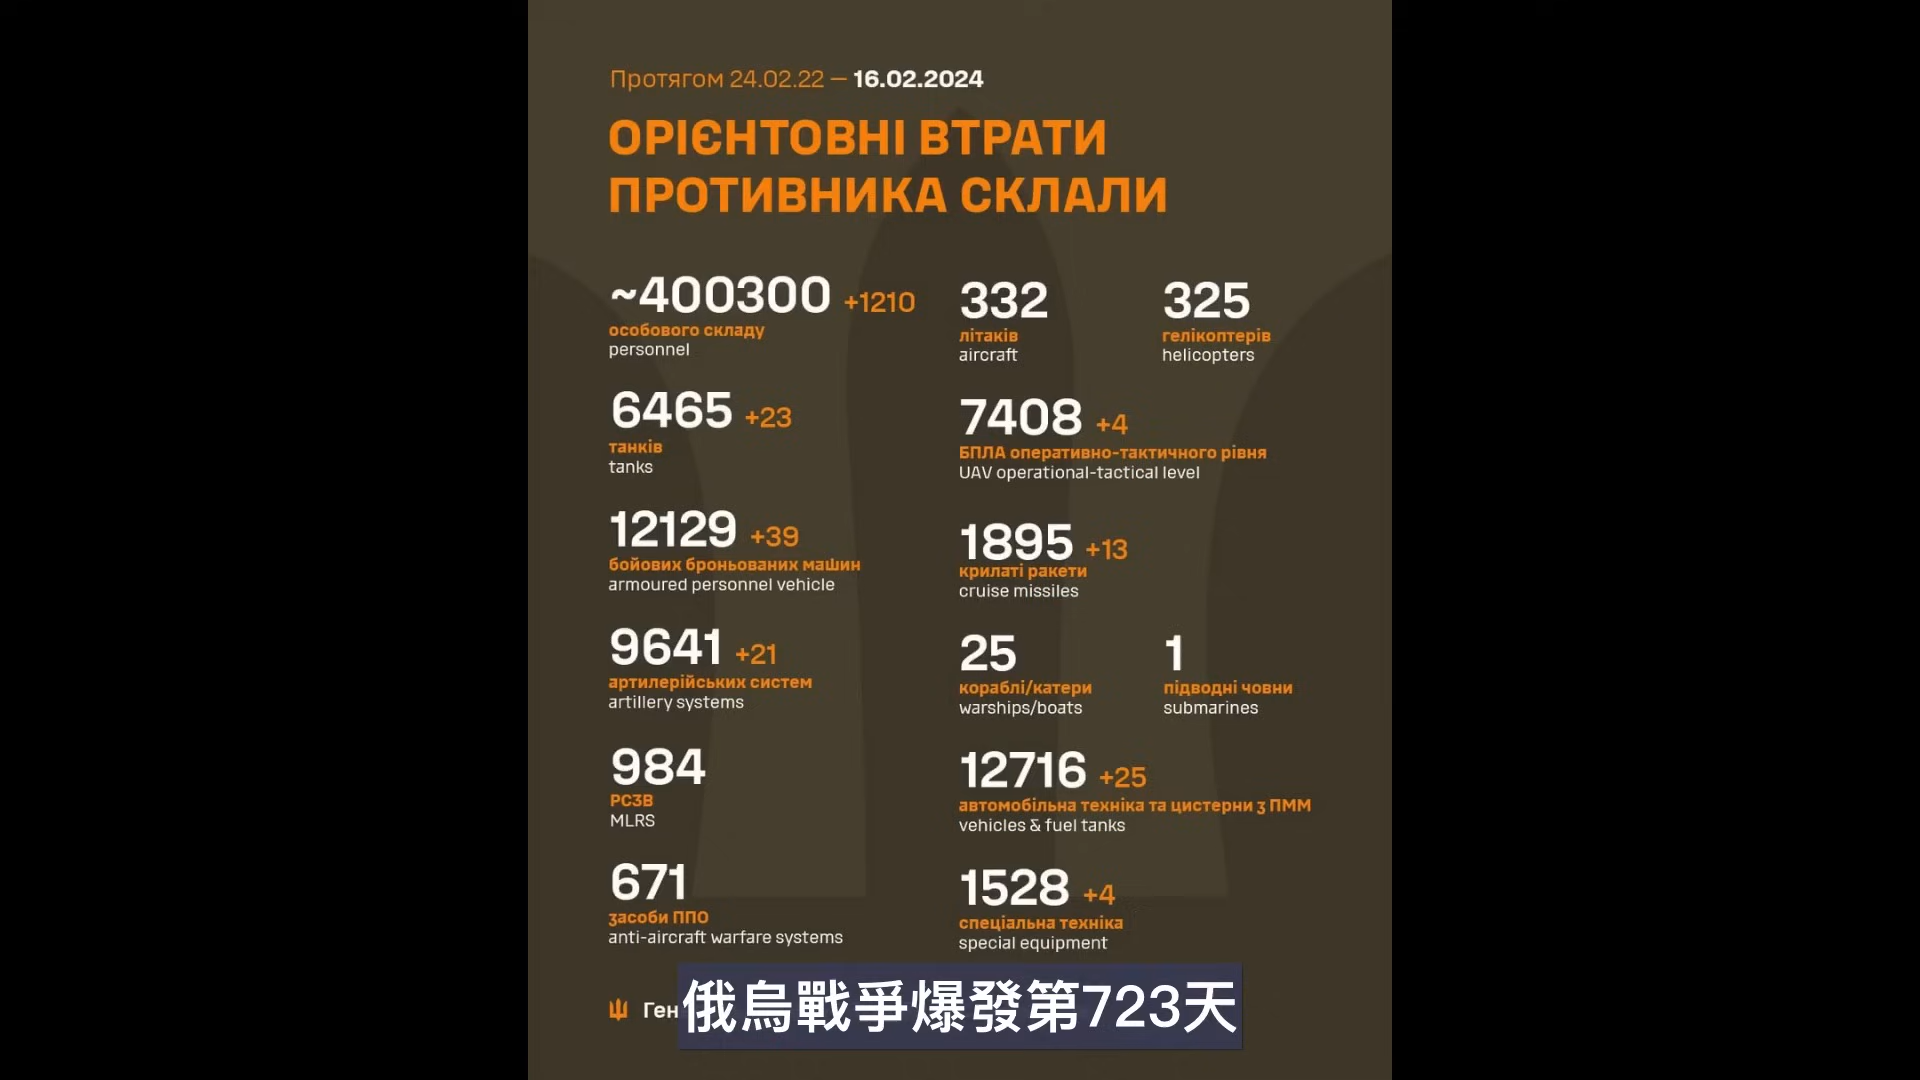 Протягом 24.02.22 — 16.02.2024
ОРІЄНТОВНІ ВТРАТИ
ПРОТИВНИКА СКЛАЛИ
~400300 +1210
особового складу
personnel
6465 +23
танків
tanks
12129 +39
бойових броньованих машин
armoured personnel vehicle
9641 +21
артилерійських систем
artillery systems
984
РСЗВ
MLRS
671
засоби ППО
anti-aircraft warfare systems
332
літаків
aircraft
325
гелікоптерів
helicopters
7408 +4
БПЛА оперативно-тактичного рівня
UAV operational-tactical level
1895 +13
крилаті ракети
cruise missiles
25
кораблі/катери
warships/boats
1
підводні човни
submarines
12716 +25
автомобільна техніка та цистерни з ПММ
vehicles & fuel tanks
1528 +4
спеціальна техніка
special equipment
Ген
俄烏戰爭爆發第723天